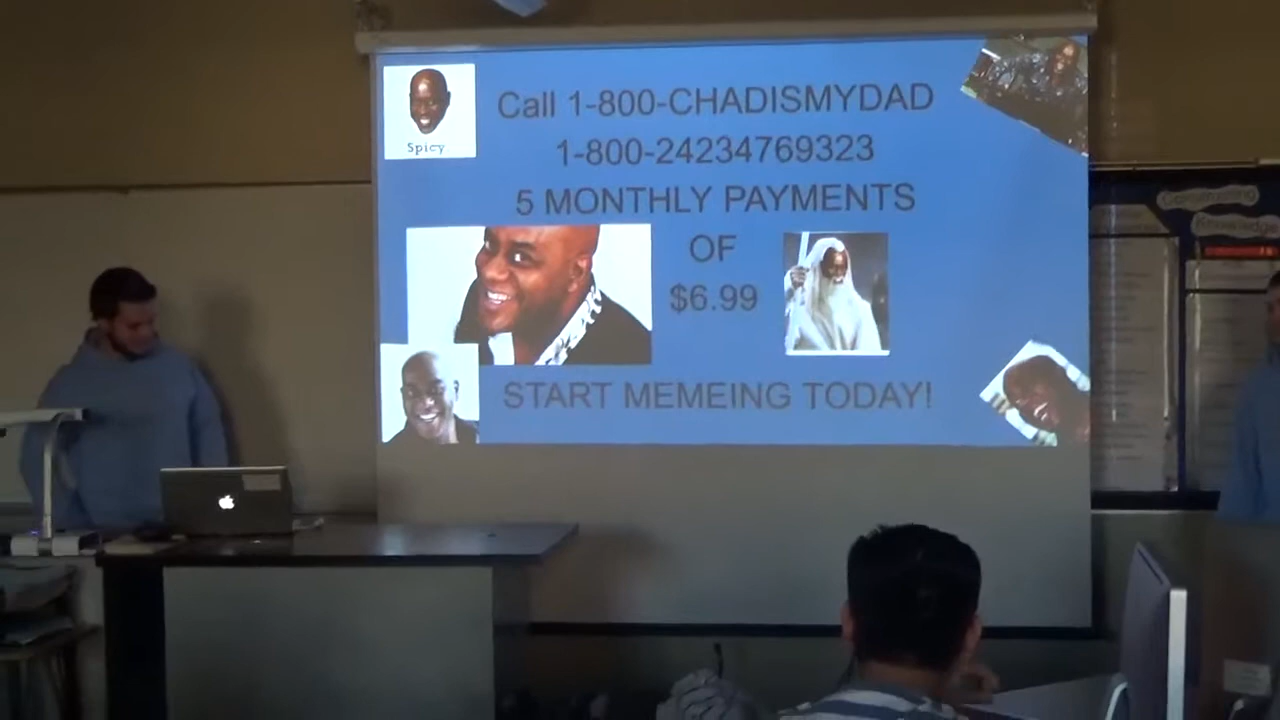 Spicy
Call 1-800-CHADISMYDAD
1-800-24234769323
5 MONTHLY PAYMENTS
OF
$6.99
START MEMEING TODAY!